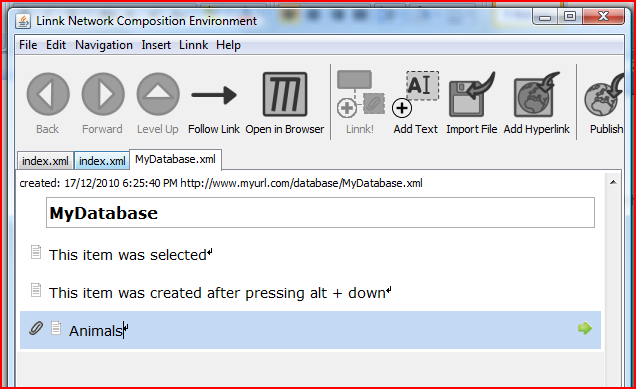 Linnk Network Composition Environment
File Edit Navigation Insert Linnk Help
Back Forward Level Up Follow Link Open in Browser Linnk! Add Text Import File Add Hyperlink Publish
AI
index.xml index.xml MyDatabase.xml
created: 17/12/2010 6:25:40 PM http://www.myurl.com/database/MyDatabase.xml
MyDatabase
This item was selected
This item was created after pressing alt + down
Animals